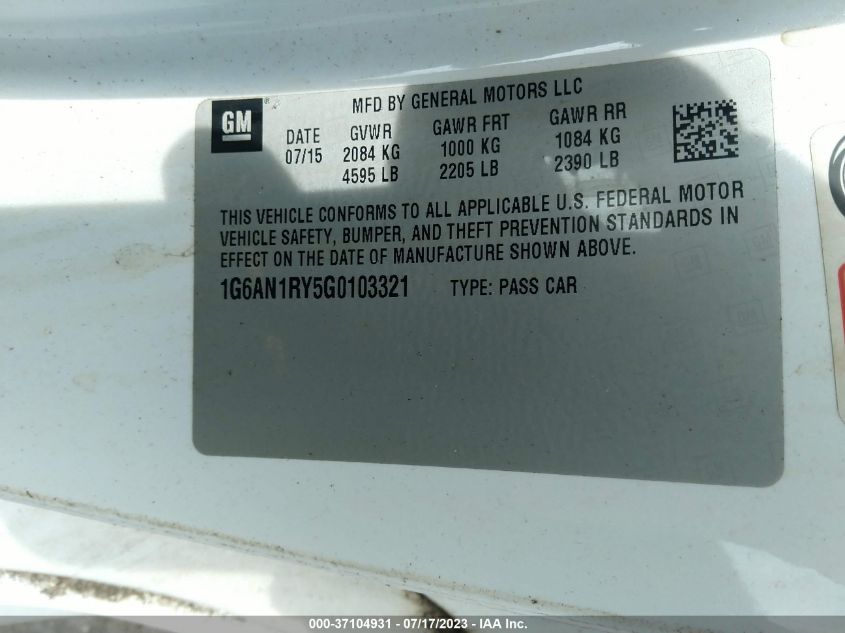 MFD BY GENERAL MOTORS LLC
GM ®
DATE GVWR GAWR FRT GAWR RR
07/15 2084 KG 1000 KG 1084 KG
4595 LB 2205 LB 2390 LB
THIS VEHICLE CONFORMS TO ALL APPLICABLE U.S. FEDERAL MOTOR
VEHICLE SAFETY, BUMPER, AND THEFT PREVENTION STANDARDS IN
EFFECT ON THE DATE OF MANUFACTURE SHOWN ABOVE.
1G6AN1RY5G0103321 TYPE: PASS CAR
000-37104931 - 07/17/2023 - IAA Inc.